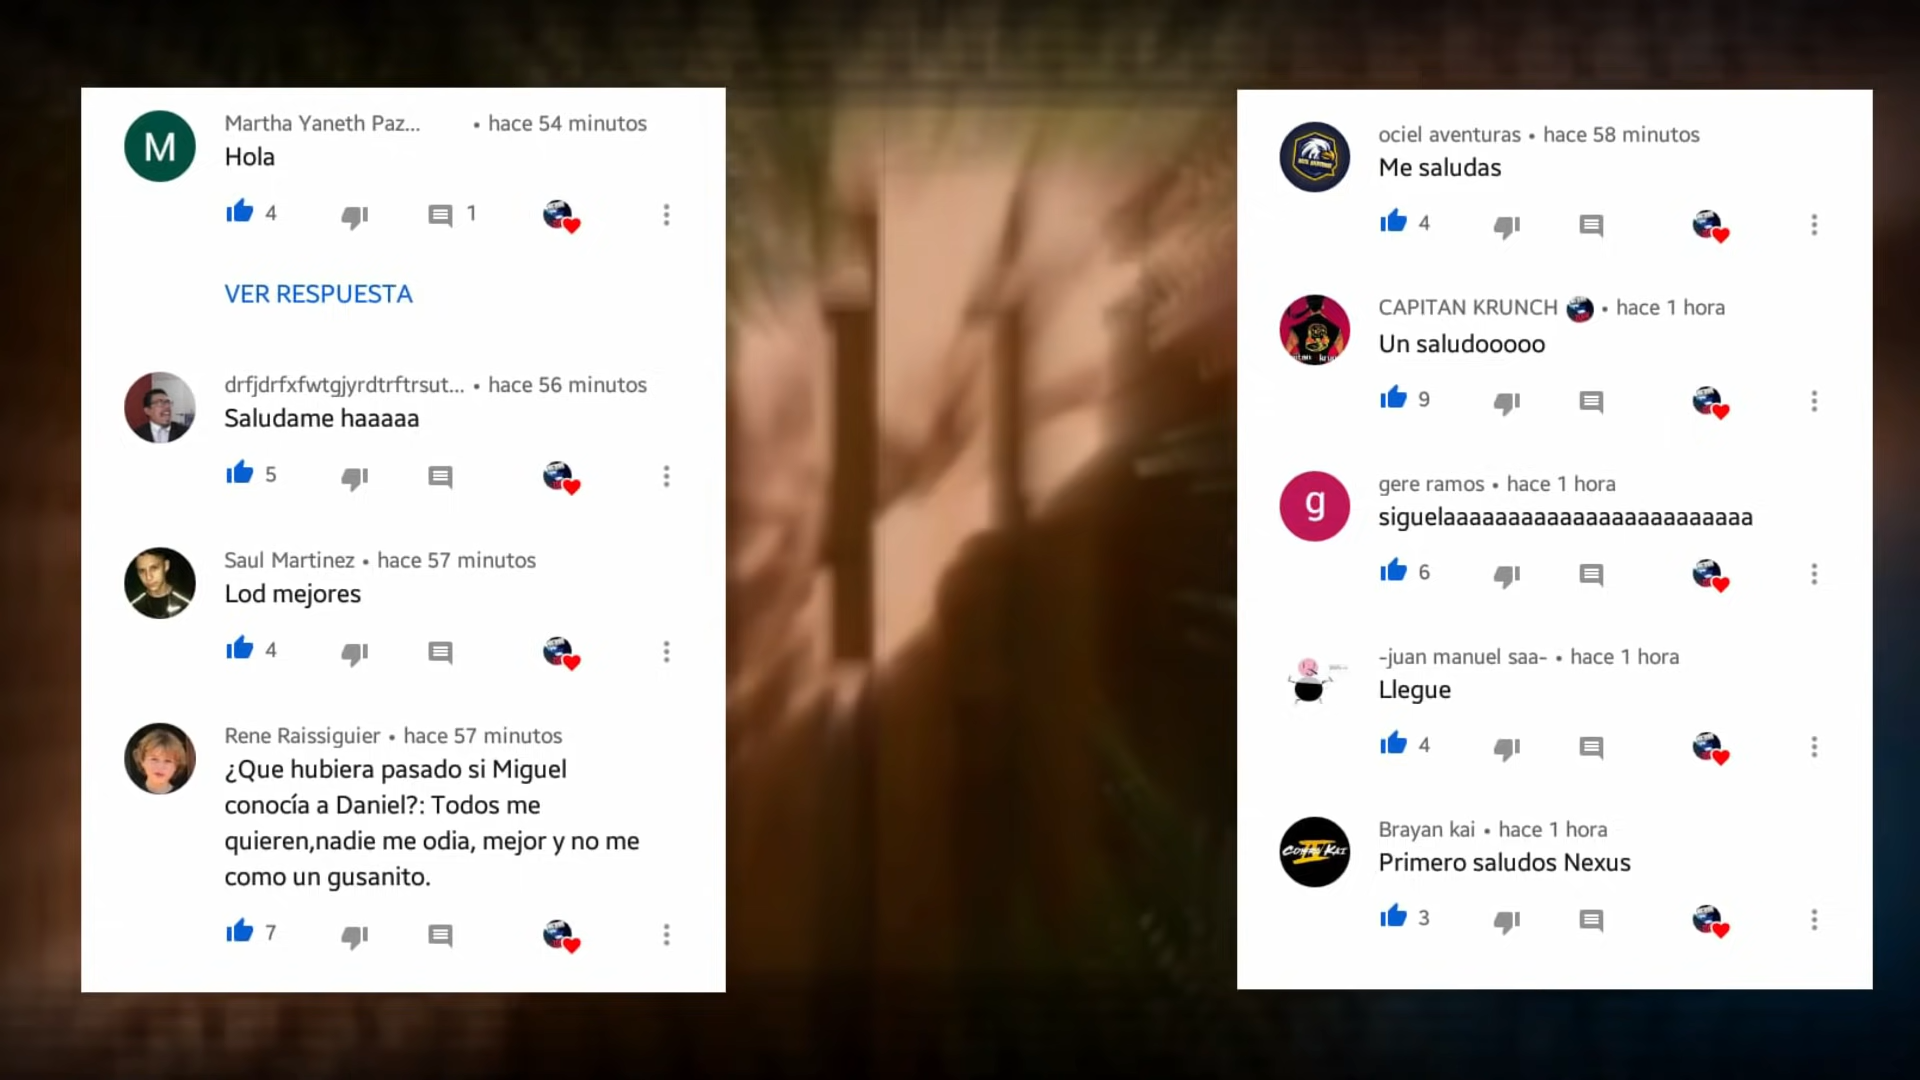 M
Martha Yaneth Paz... • hace 54 minutos
Hola
4 1
VER RESPUESTA
drfjdrfxfwtgjyrdtrftrsut... • hace 56 minutos
Saludame haaaaa
5
Saul Martinez • hace 57 minutos
Lod mejores
4
Rene Raissiguier • hace 57 minutos
¿Que hubiera pasado si Miguel
conocía a Daniel?: Todos me
quieren,nadie me odia, mejor y no me
como un gusanito.
7
ociel aventuras • hace 58 minutos
Me saludas
4
CAPITAN KRUNCH • hace 1 hora
Un saludooooo
9
g
gere ramos • hace 1 hora
siguelaaaaaaaaaaaaaaaaaaaaaaaa
6
-juan manuel saa- • hace 1 hora
Llegue
4
COBRA KAI
Brayan kai • hace 1 hora
Primero saludos Nexus
3